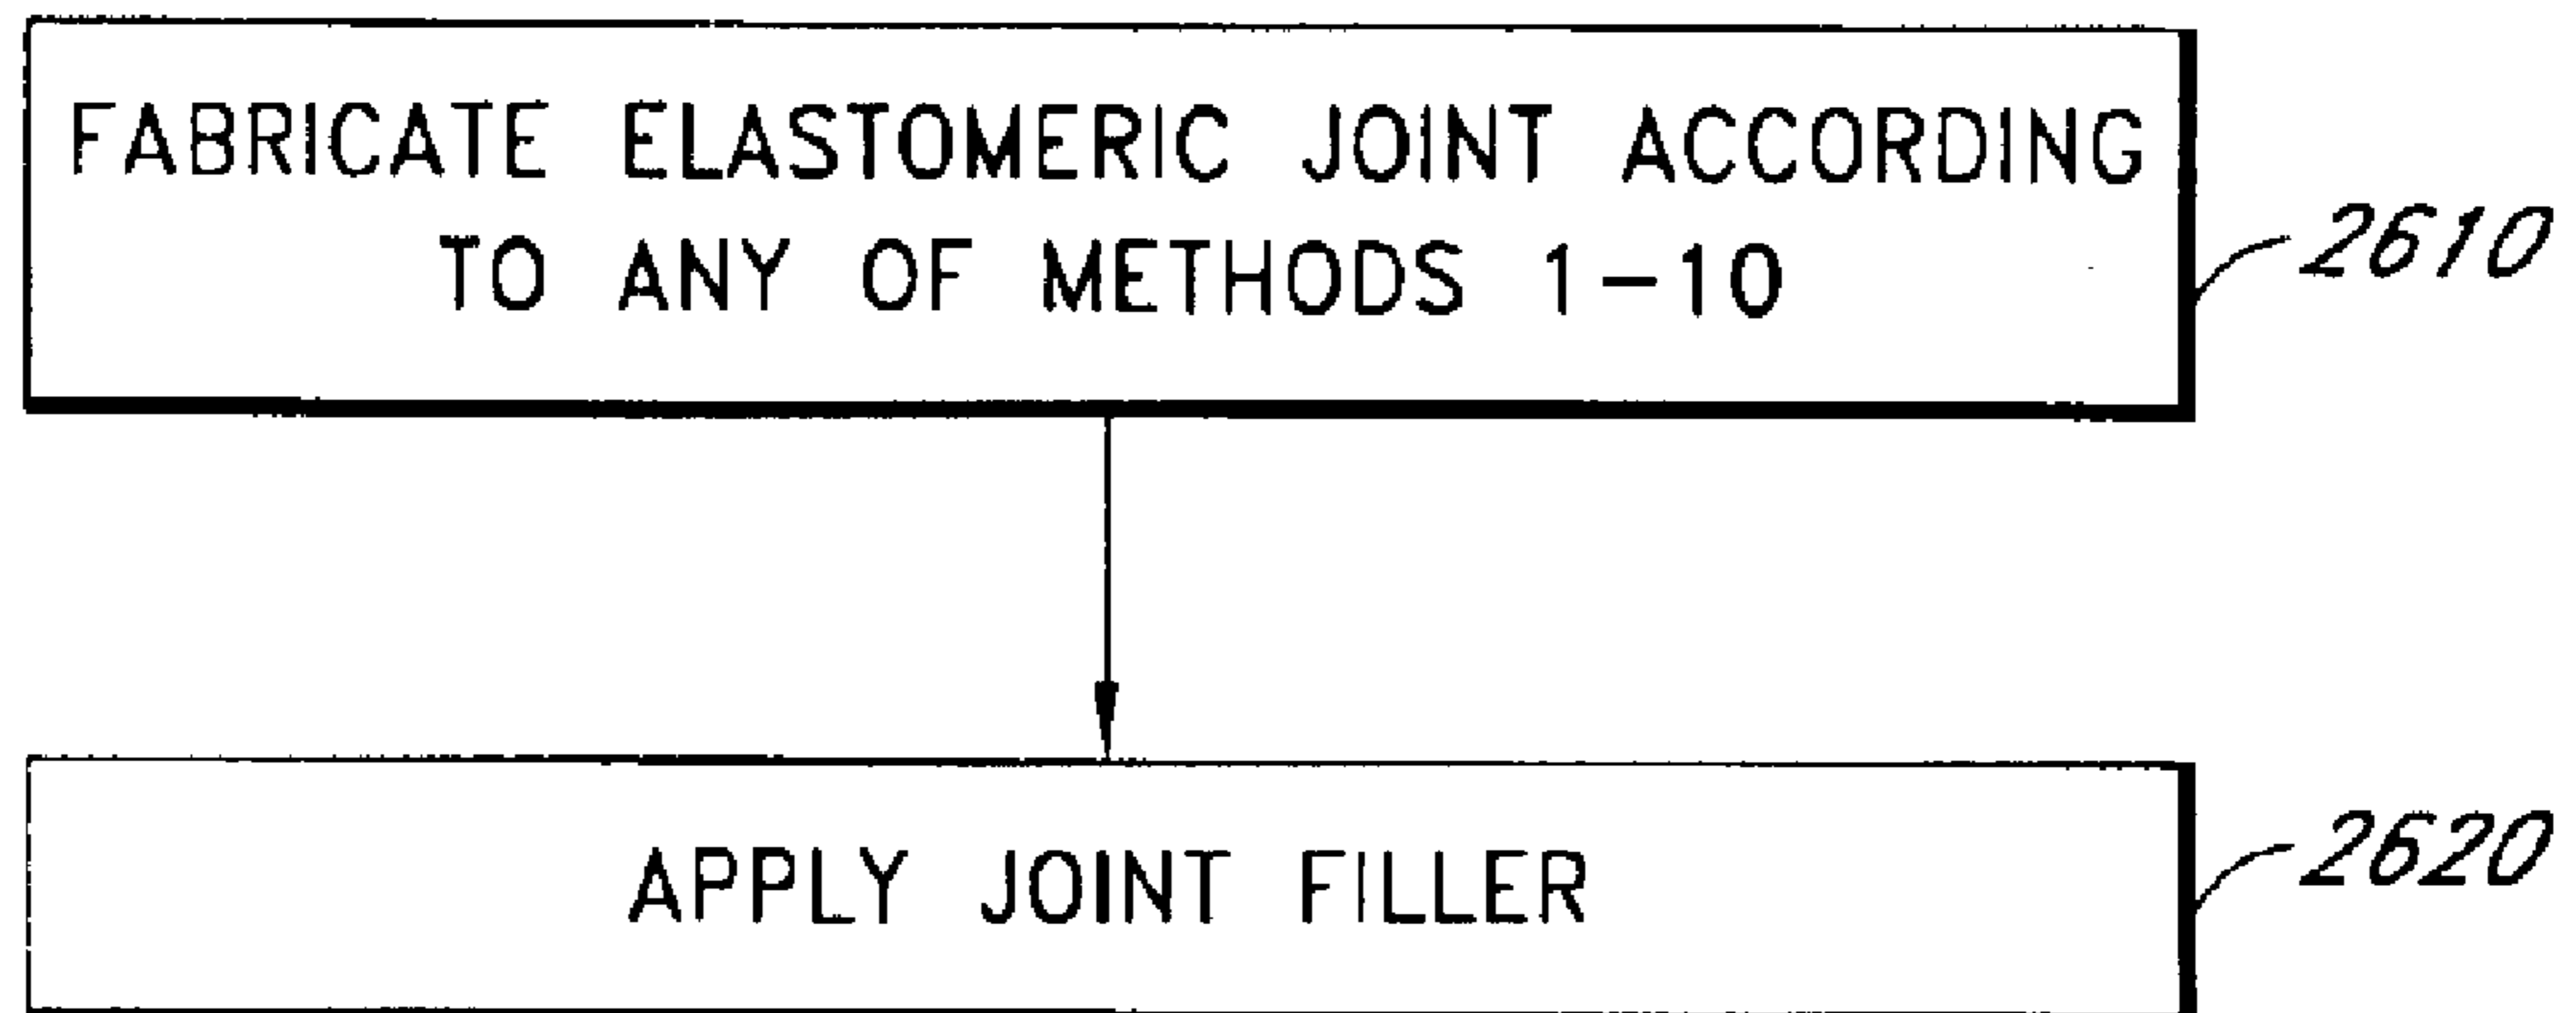 FABRICATE ELASTOMERIC JOINT ACCORDING
TO ANY OF METHODS 1-10
2610
APPLY JOINT FILLER
2620